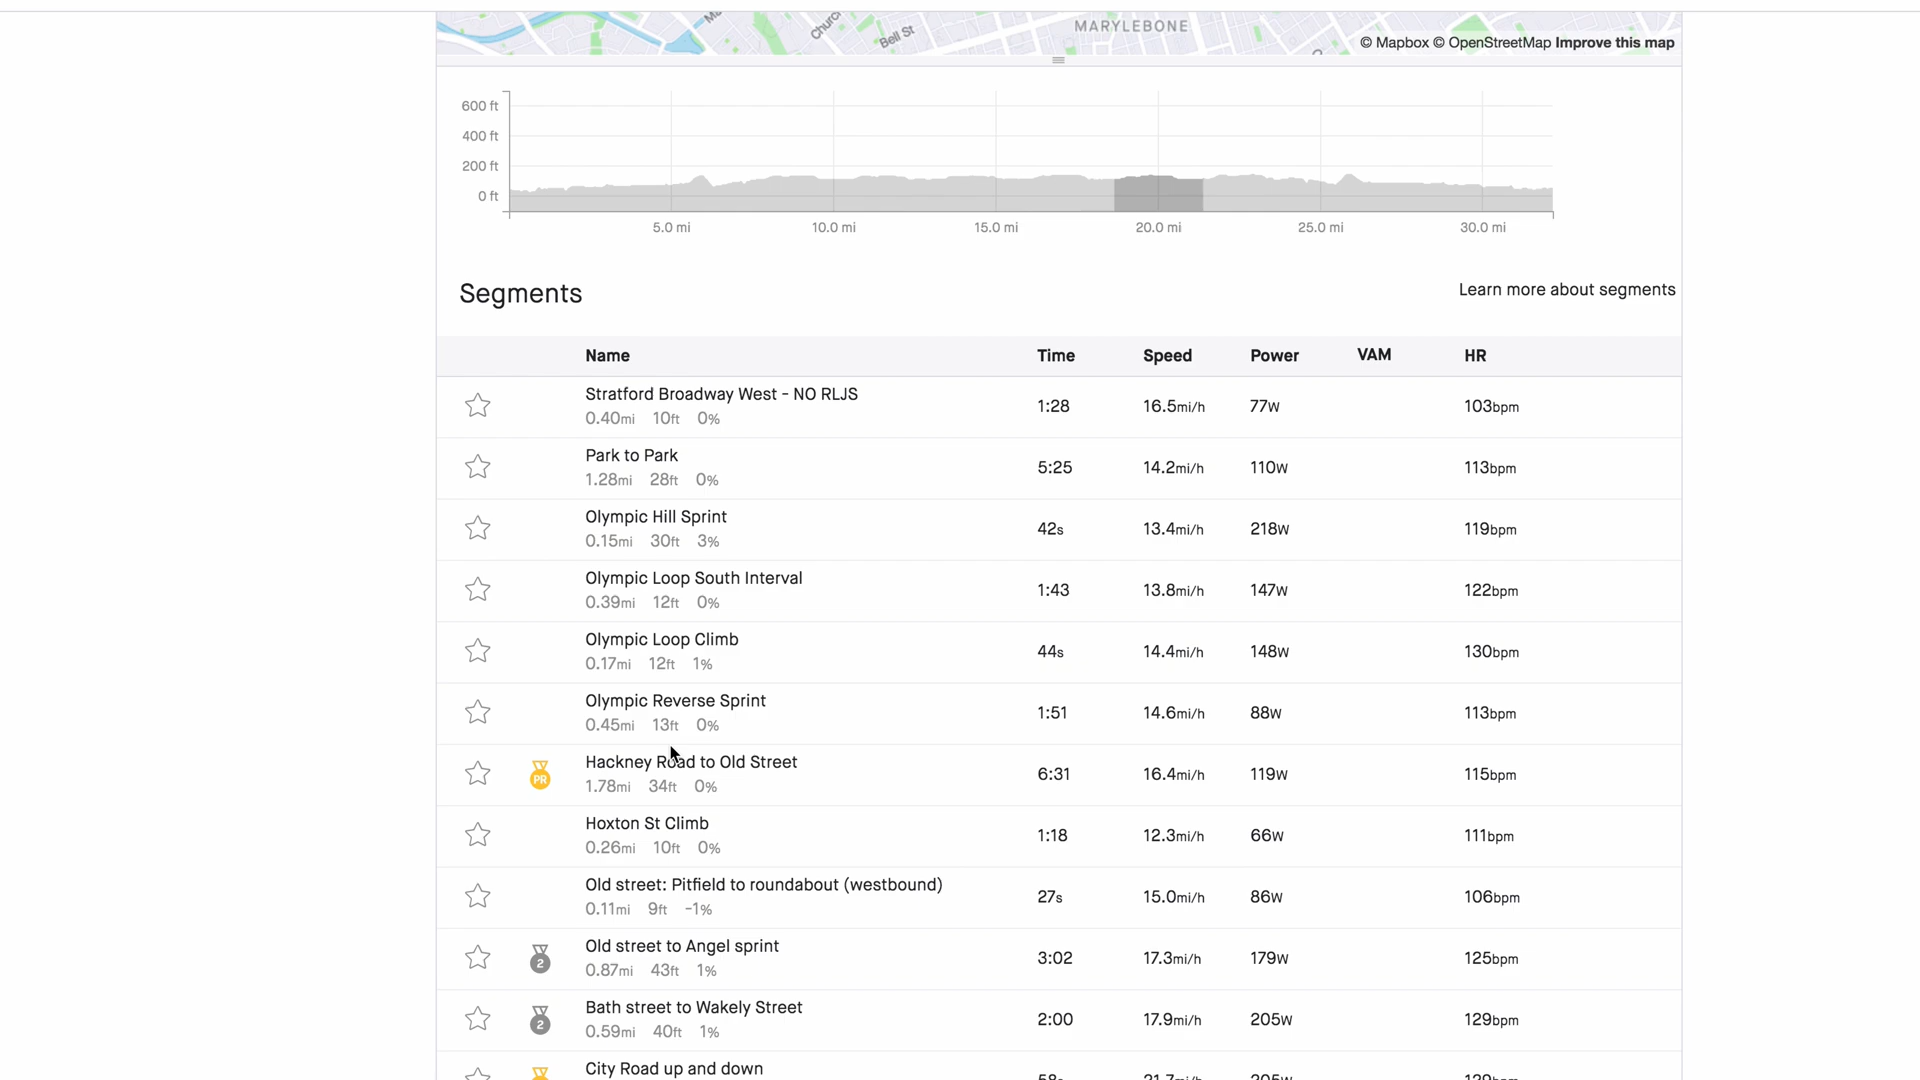 MARYLEBONE
Bell St
© Mapbox © OpenStreetMap Improve this map
600 ft
400 ft
200 ft
0 ft
5.0 mi 10.0 mi 15.0 mi 20.0 mi 25.0 mi 30.0 mi
Segments
Learn more about segments
Name Time Speed Power VAM HR
Stratford Broadway West - NO RLJS
0.40mi 10ft 0%
1:28 16.5mi/h 77W 103bpm
Park to Park
1.28mi 28ft 0%
5:25 14.2mi/h 110W 113bpm
Olympic Hill Sprint
0.15mi 30ft 3%
42s 13.4mi/h 218W 119bpm
Olympic Loop South Interval
0.39mi 12ft 0%
1:43 13.8mi/h 147W 122bpm
Olympic Loop Climb
0.17mi 12ft 1%
44s 14.4mi/h 148W 130bpm
Olympic Reverse Sprint
0.45mi 13ft 0%
1:51 14.6mi/h 88W 113bpm
PR
Hackney Road to Old Street
1.78mi 34ft 0%
6:31 16.4mi/h 119W 115bpm
Hoxton St Climb
0.26mi 10ft 0%
1:18 12.3mi/h 66W 111bpm
Old street: Pitfield to roundabout (westbound)
0.11mi 9ft -1%
27s 15.0mi/h 86W 106bpm
2
Old street to Angel sprint
0.87mi 43ft 1%
3:02 17.3mi/h 179W 125bpm
2
Bath street to Wakely Street
0.59mi 40ft 1%
2:00 17.9mi/h 205W 129bpm
City Road up and down